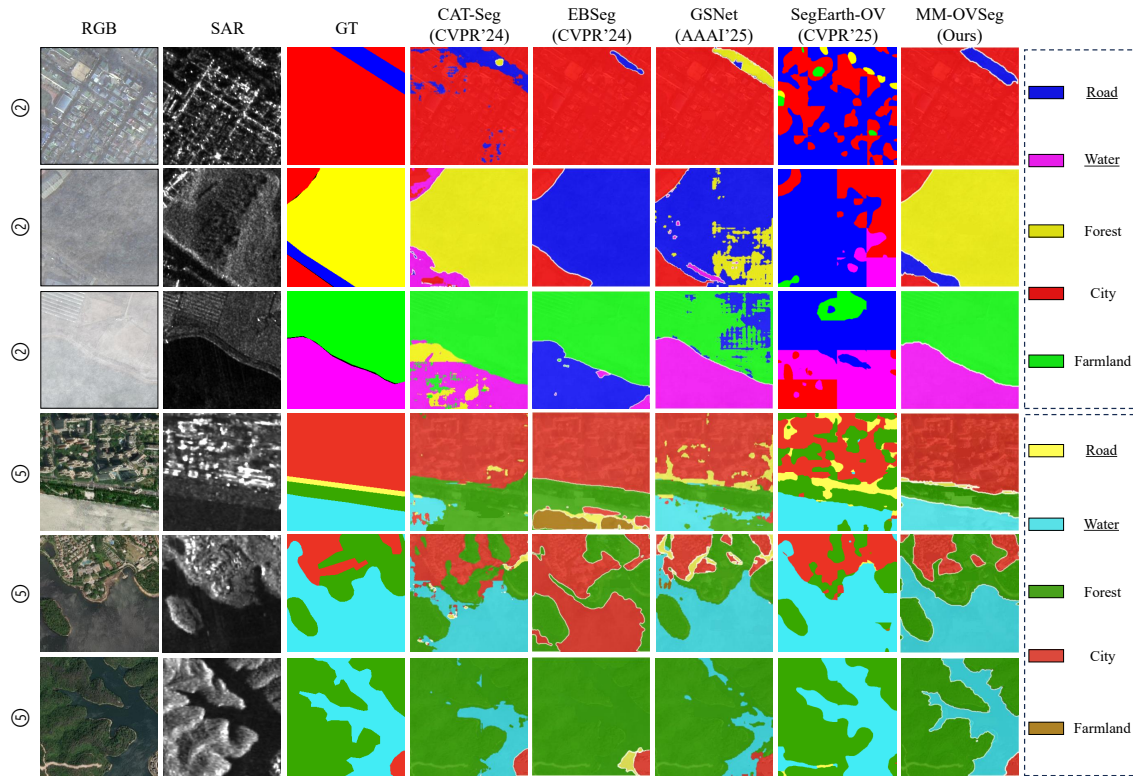 RGB
SAR
GT
CAT-Seg
(CVPR'24)
EBSeg
(CVPR'24)
GSNet
(AAAI'25)
SegEarth-OV
(CVPR'25)
MM-OVSeg
(Ours)
②
②
②
⑤
⑤
⑤
Road
Water
Forest
City
Farmland
Road
Water
Forest
City
Farmland